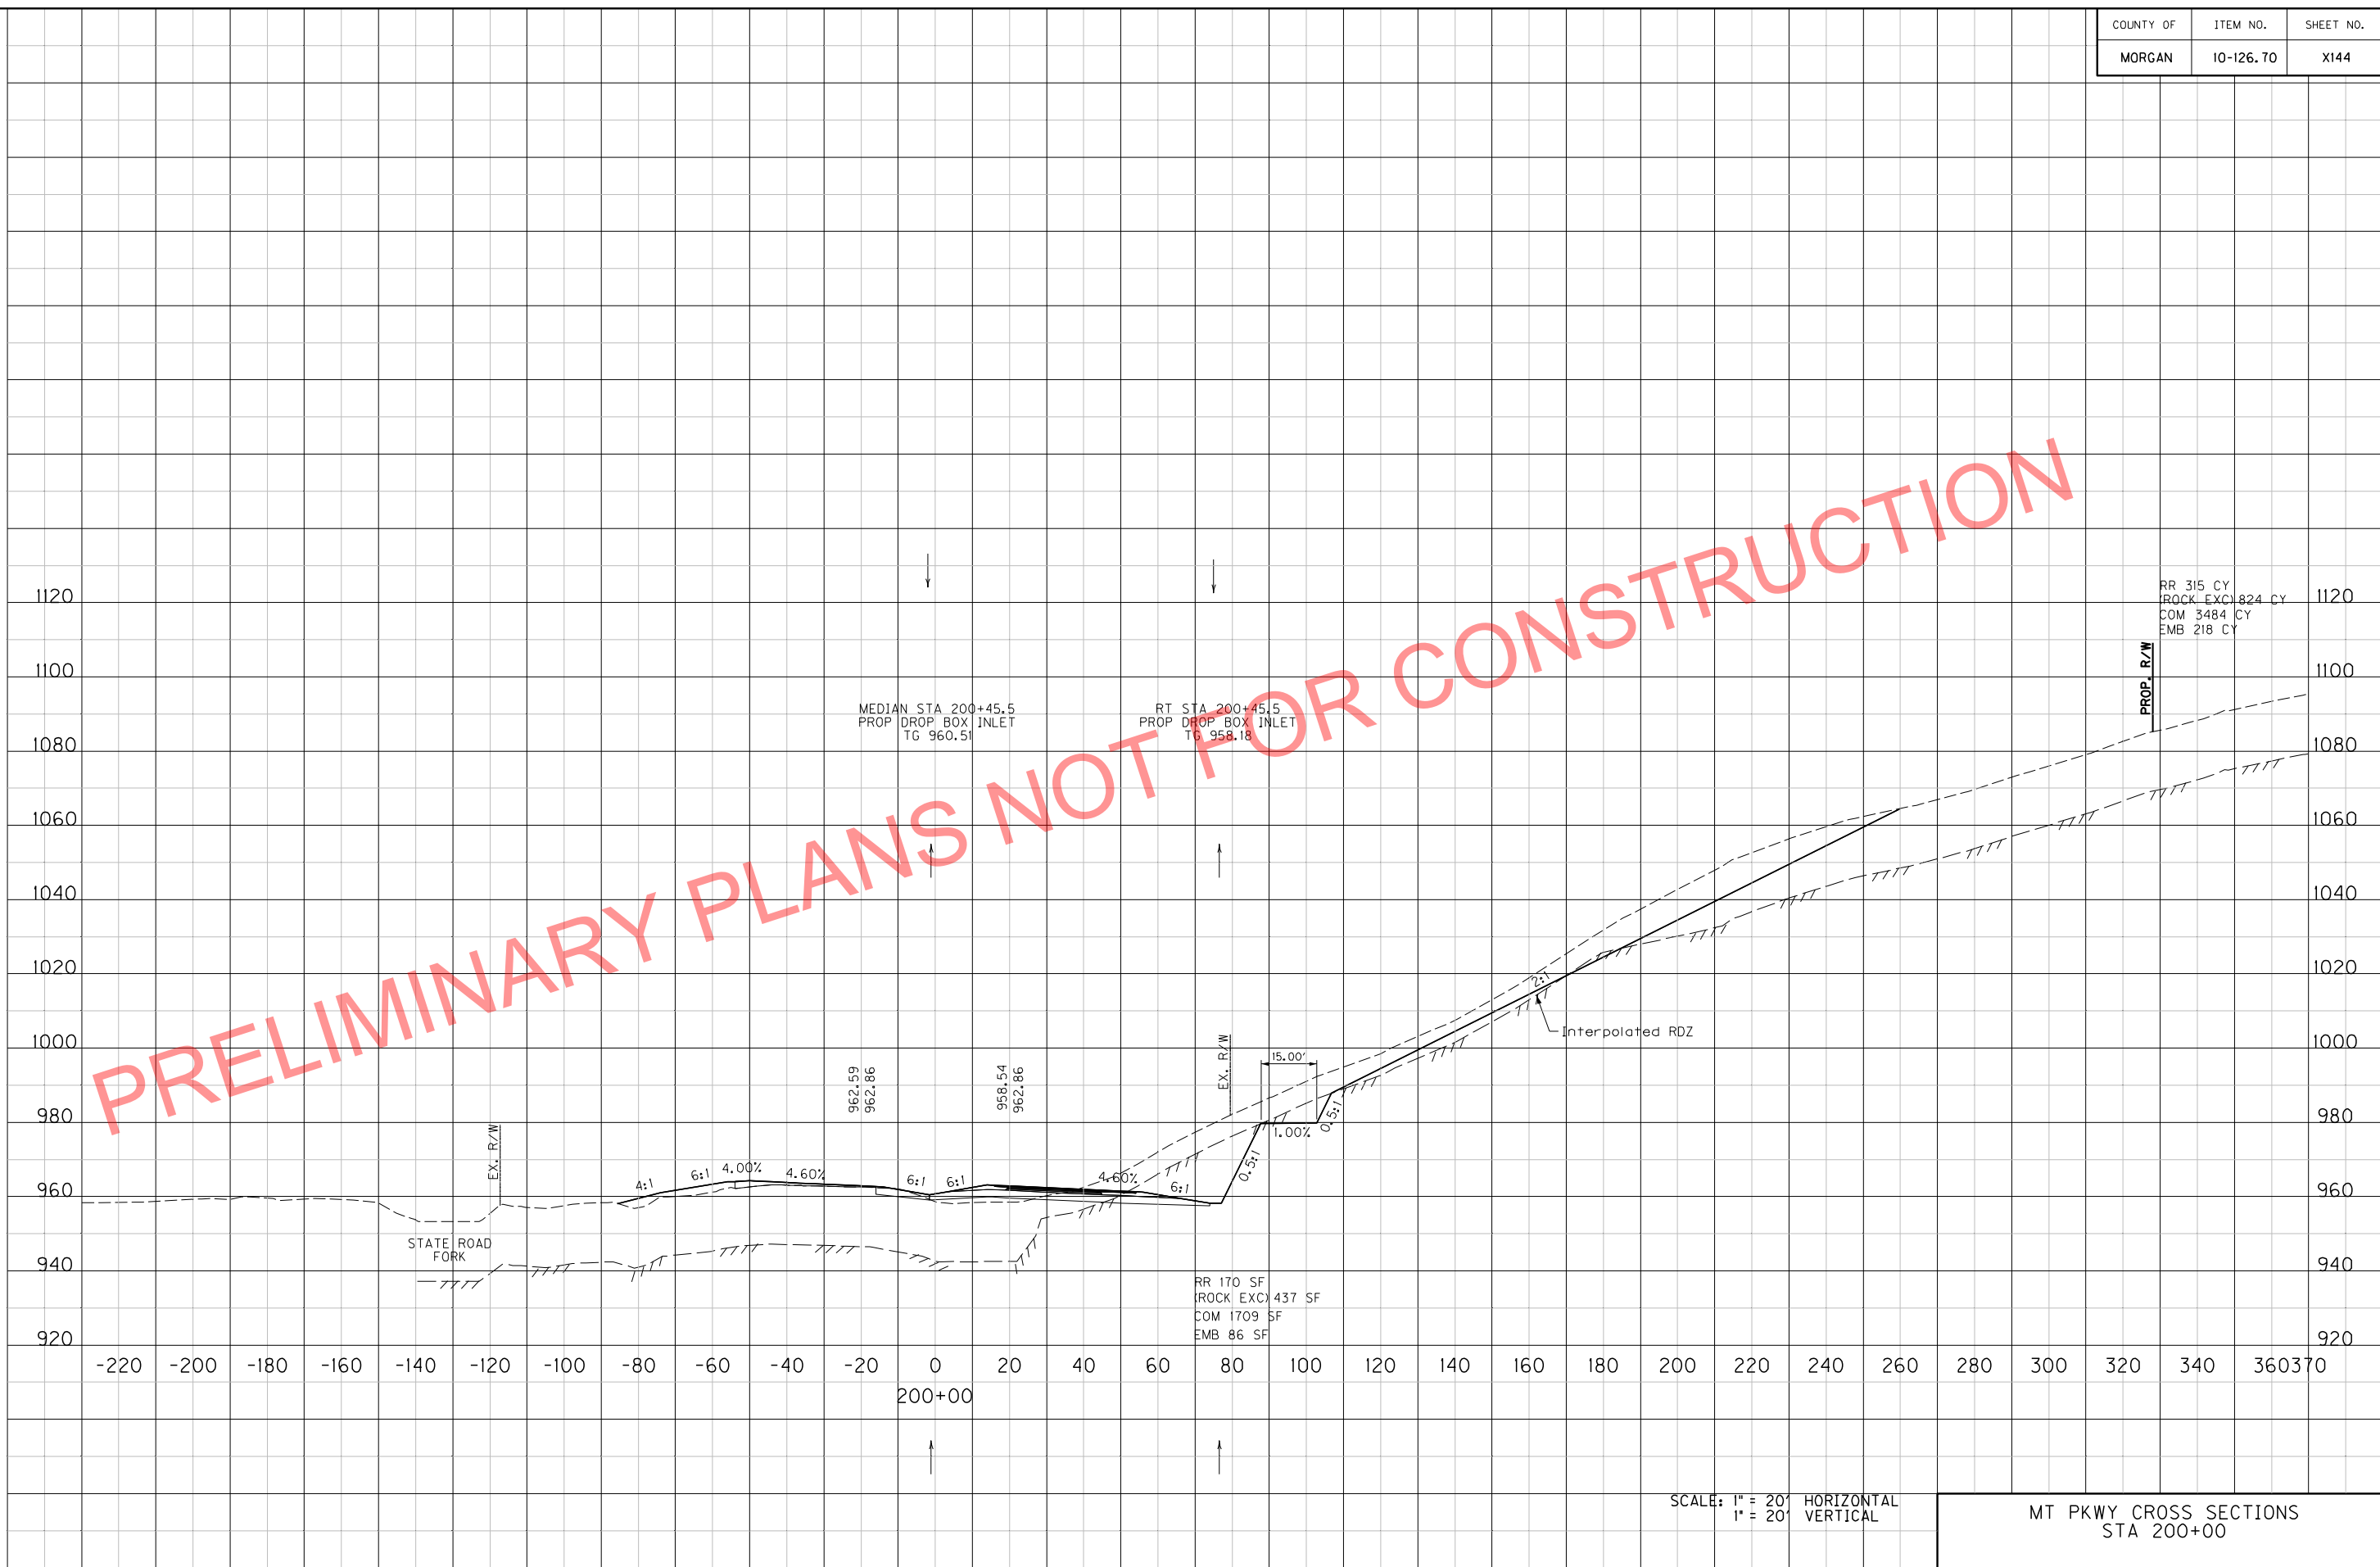 COUNTY OF ITEM NO. SHEET NO.
MORGAN 10-126.70 X144
PRELIMINARY PLANS NOT FOR CONSTRUCTION
RR 315 CY
(ROCK EXC) 824 CY
COM 3484 CY
EMB 218 CY
1120 1120
1100 1100
PROP. R/W
MEDIAN STA 200+45.5
PROP DROP BOX INLET
TG 960.51
RT STA 200+45.5
PROP DROP BOX INLET
TG 958.18
1080 1080
1060 1060
1040 1040
1020 1020
2:1
Interpolated RDZ
1000 1000
EX. R/W
15.00'
962.59
962.86
958.54
962.86
980 980
EX. R/W
1.00%
0.5:1
0.5:1
4:1 6:1 4.00% 4.60% 6:1 6:1 4.60% 6:1
960 960
STATE ROAD
FORK
940 940
RR 170 SF
(ROCK EXC) 437 SF
COM 1709 SF
EMB 86 SF
920 920
-220 -200 -180 -160 -140 -120 -100 -80 -60 -40 -20 0 20 40 60 80 100 120 140 160 180 200 220 240 260 280 300 320 340 360370
200+00
SCALE: 1" = 20' HORIZONTAL
1" = 20' VERTICAL
MT PKWY CROSS SECTIONS
STA 200+00